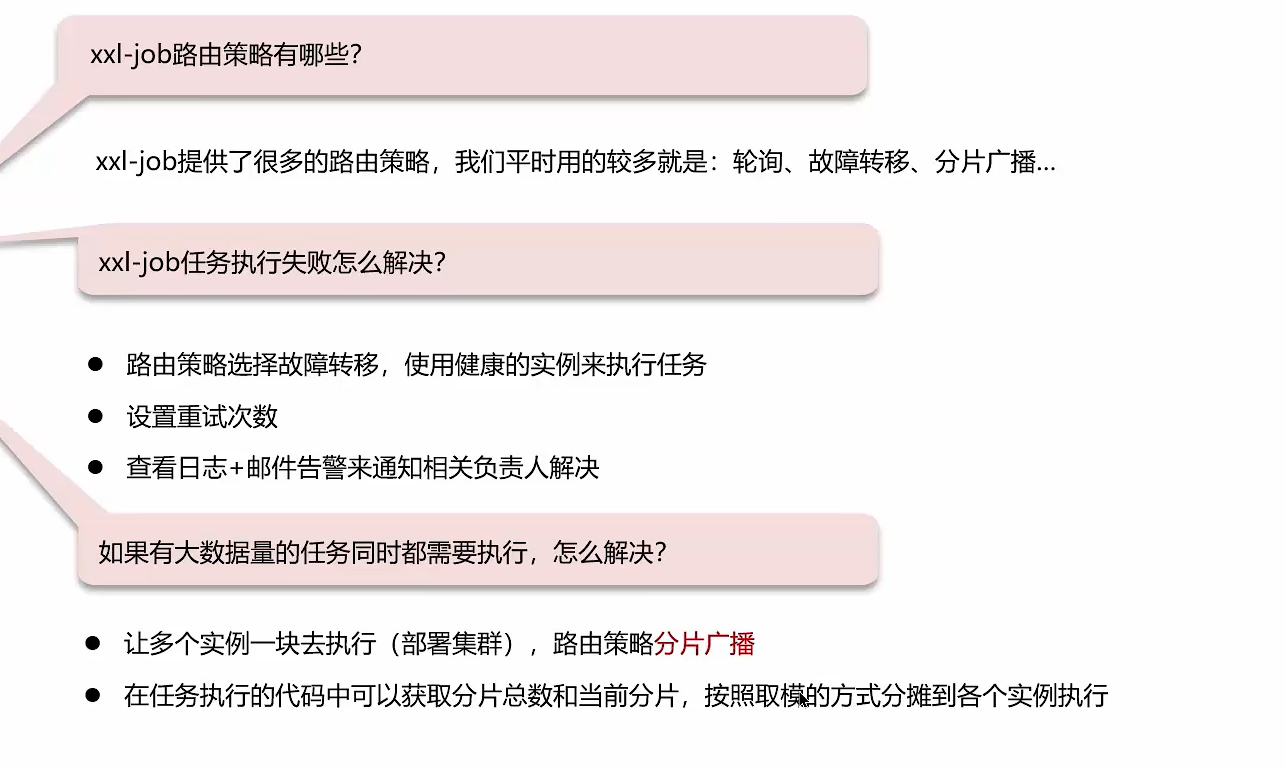 xxl-job路由策略有哪些？
xxl-job提供了很多的路由策略，我们平时用的较多就是：轮询、故障转移、分片广播…
xxl-job任务执行失败怎么解决？
● 路由策略选择故障转移，使用健康的实例来执行任务
● 设置重试次数
● 查看日志+邮件告警来通知相关负责人解决
如果有大数据量的任务同时都需要执行，怎么解决？
● 让多个实例一块去执行（部署集群），路由策略分片广播
● 在任务执行的代码中可以获取分片总数和当前分片，按照取模的方式分摊到各个实例执行